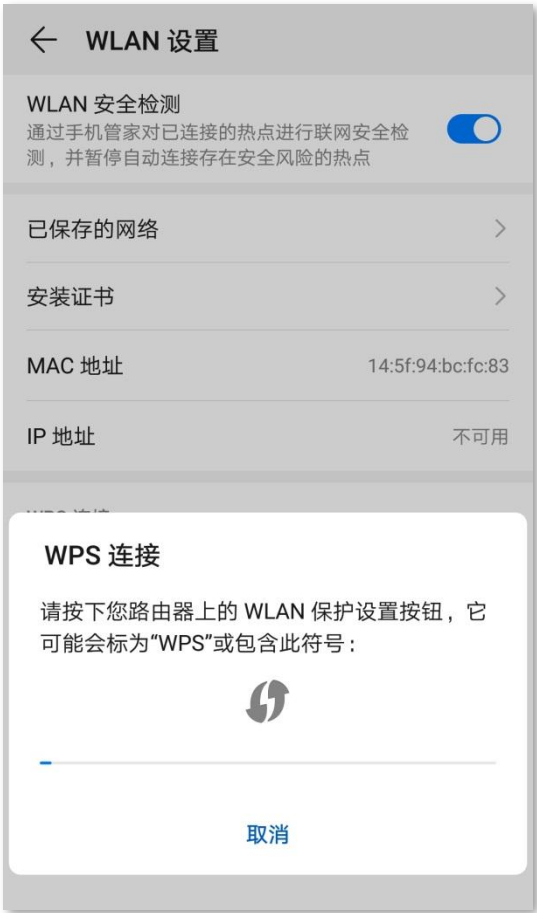 WLAN 设置
WLAN 安全检测
通过手机管家对已连接的热点进行联网安全检
测，并暂停自动连接存在安全风险的热点
已保存的网络
安装证书
MAC 地址 14:5f:94:bc:fc:83
IP 地址 不可用
WPS 连接
WPS 连接
请按下您路由器上的 WLAN 保护设置按钮，它
可能会标为“WPS”或包含此符号：
取消